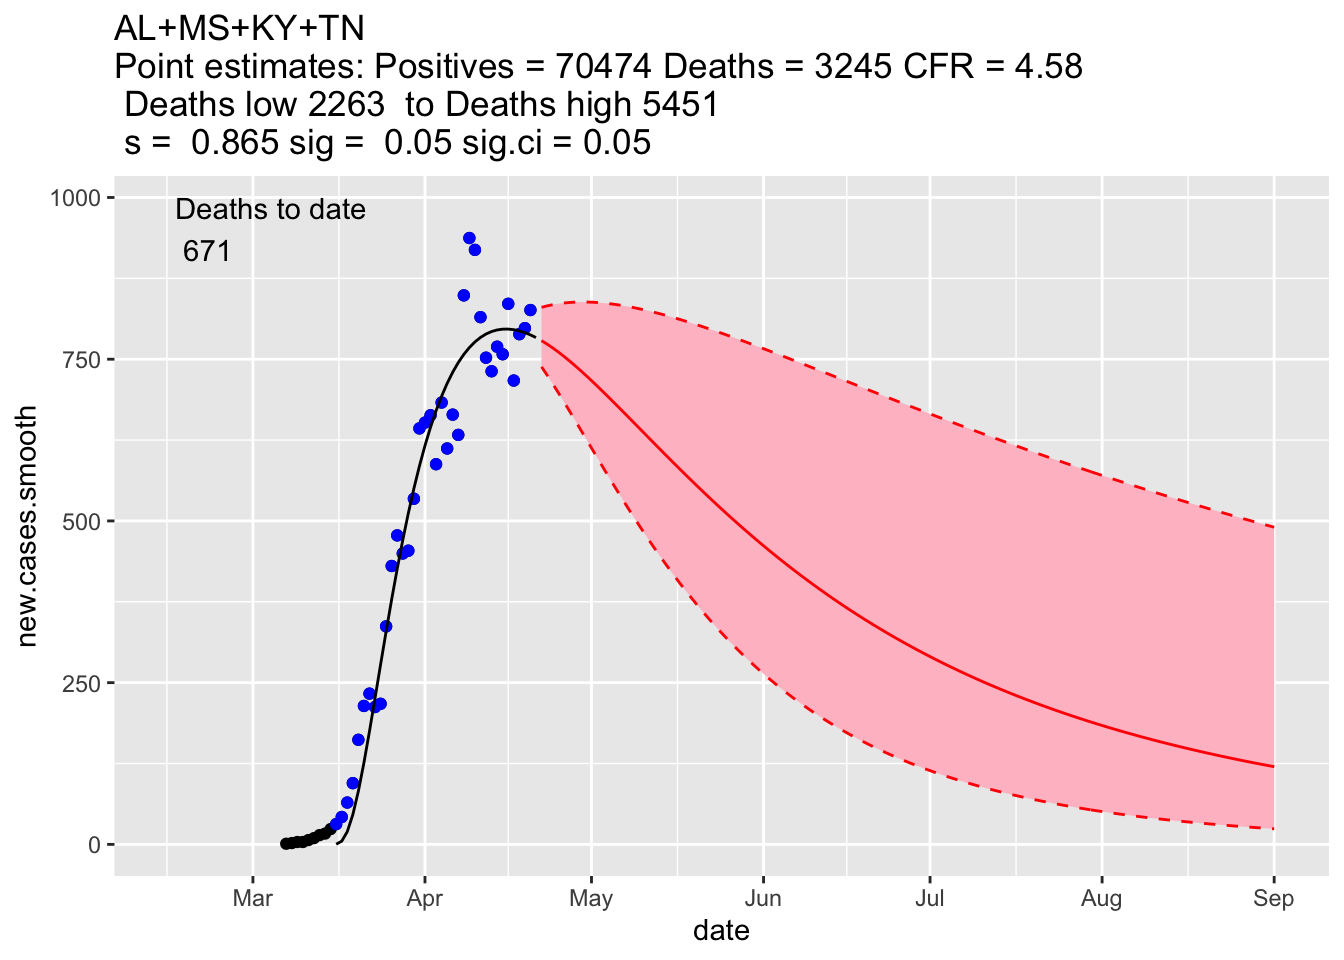 AL+MS+KY+TN
Point estimates: Positives = 70474 Deaths = 3245 CFR = 4.58
Deaths low 2263  to Deaths high 5451
s =  0.865 sig =  0.05 sig.ci = 0.05
Deaths to date
671
1000
750
500
250
0
new.cases.smooth
Mar Apr May Jun Jul Aug Sep
date